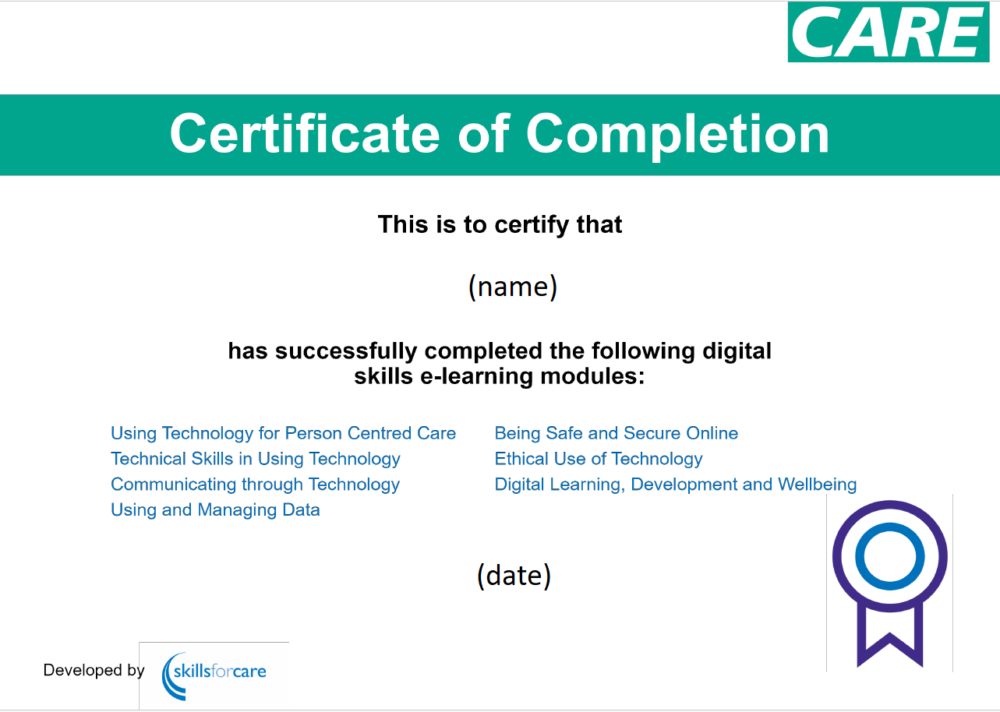 CARE
Certificate of Completion
This is to certify that
(name)
has successfully completed the following digital
skills e-learning modules:
Using Technology for Person Centred Care
Technical Skills in Using Technology
Communicating through Technology
Using and Managing Data
Being Safe and Secure Online
Ethical Use of Technology
Digital Learning, Development and Wellbeing
(date)
Developed by
skillsforcare